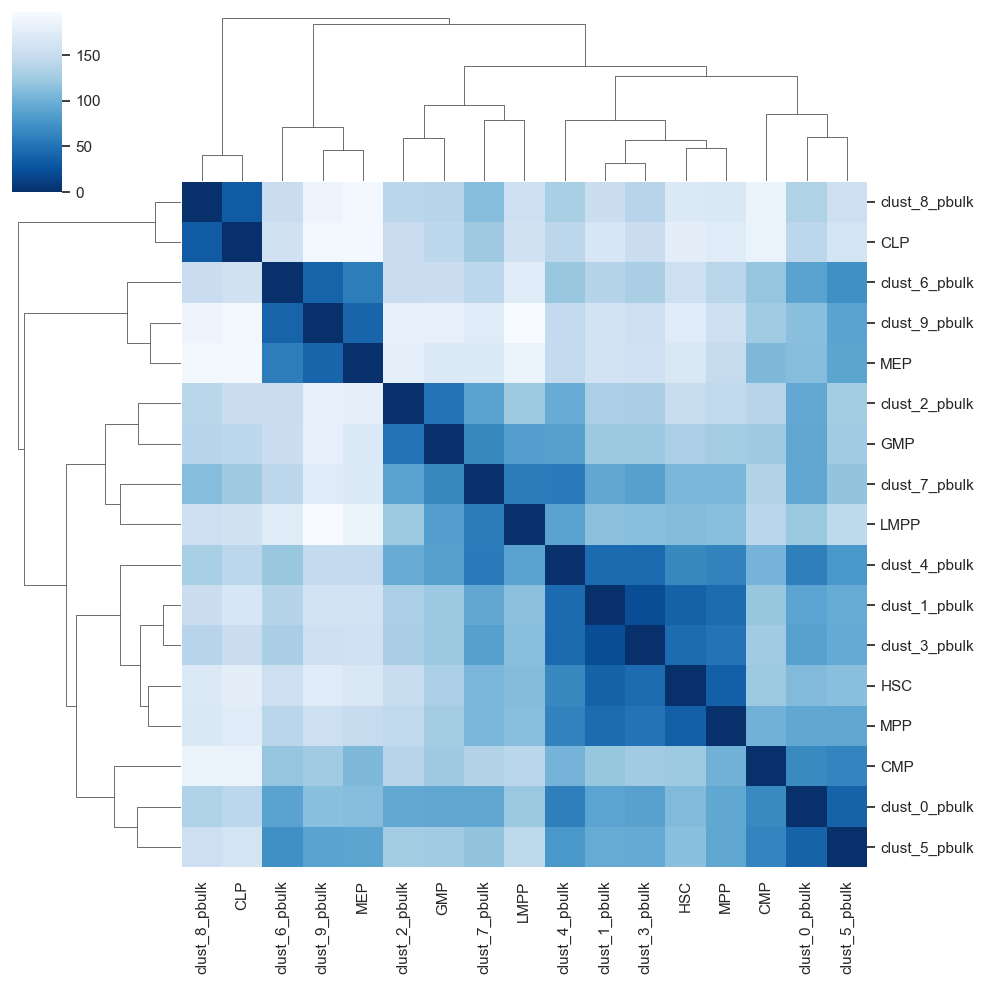 150
100
50
0
clust_8_pbulk
CLP
clust_6_pbulk
clust_9_pbulk
MEP
clust_2_pbulk
GMP
clust_7_pbulk
LMPP
clust_4_pbulk
clust_1_pbulk
clust_3_pbulk
HSC
MPP
CMP
clust_0_pbulk
clust_5_pbulk
clust_8_pbulk
CLP
clust_6_pbulk
clust_9_pbulk
MEP
clust_2_pbulk
GMP
clust_7_pbulk
LMPP
clust_4_pbulk
clust_1_pbulk
clust_3_pbulk
HSC
MPP
CMP
clust_0_pbulk
clust_5_pbulk